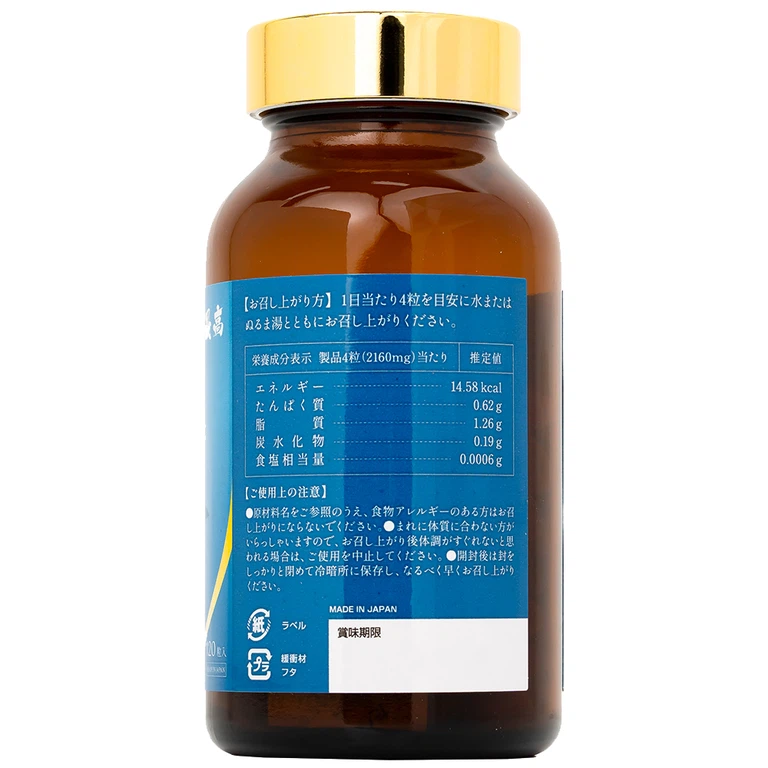 高
【お召し上がり方】 1日当たり4粒を目安に水または
ぬるま湯とともにお召し上がりください。
栄養成分表示 製品4粒(2160mg)当たり 推定値
エネルギー 14.58 kcal
たんぱく質 0.62 g
脂質 1.26 g
炭水化物 0.19 g
食塩相当量 0.0006 g
【ご使用上の注意】
●原材料名をご参照のうえ、食物アレルギーのある方はお召
し上がりにならないでください。●まれに体質に合わない方が
いらっしゃいますので、お召し上がり後体調がすぐれないと思
われる場合は、ご使用を中止してください。●開封後は封を
しっかりと閉めて冷暗所に保存し、なるべく早くお召し上がり
ください。
MADE IN JAPAN
紙 ラベル
賞味期限
プラ 緩衝材
フタ
120 粒入